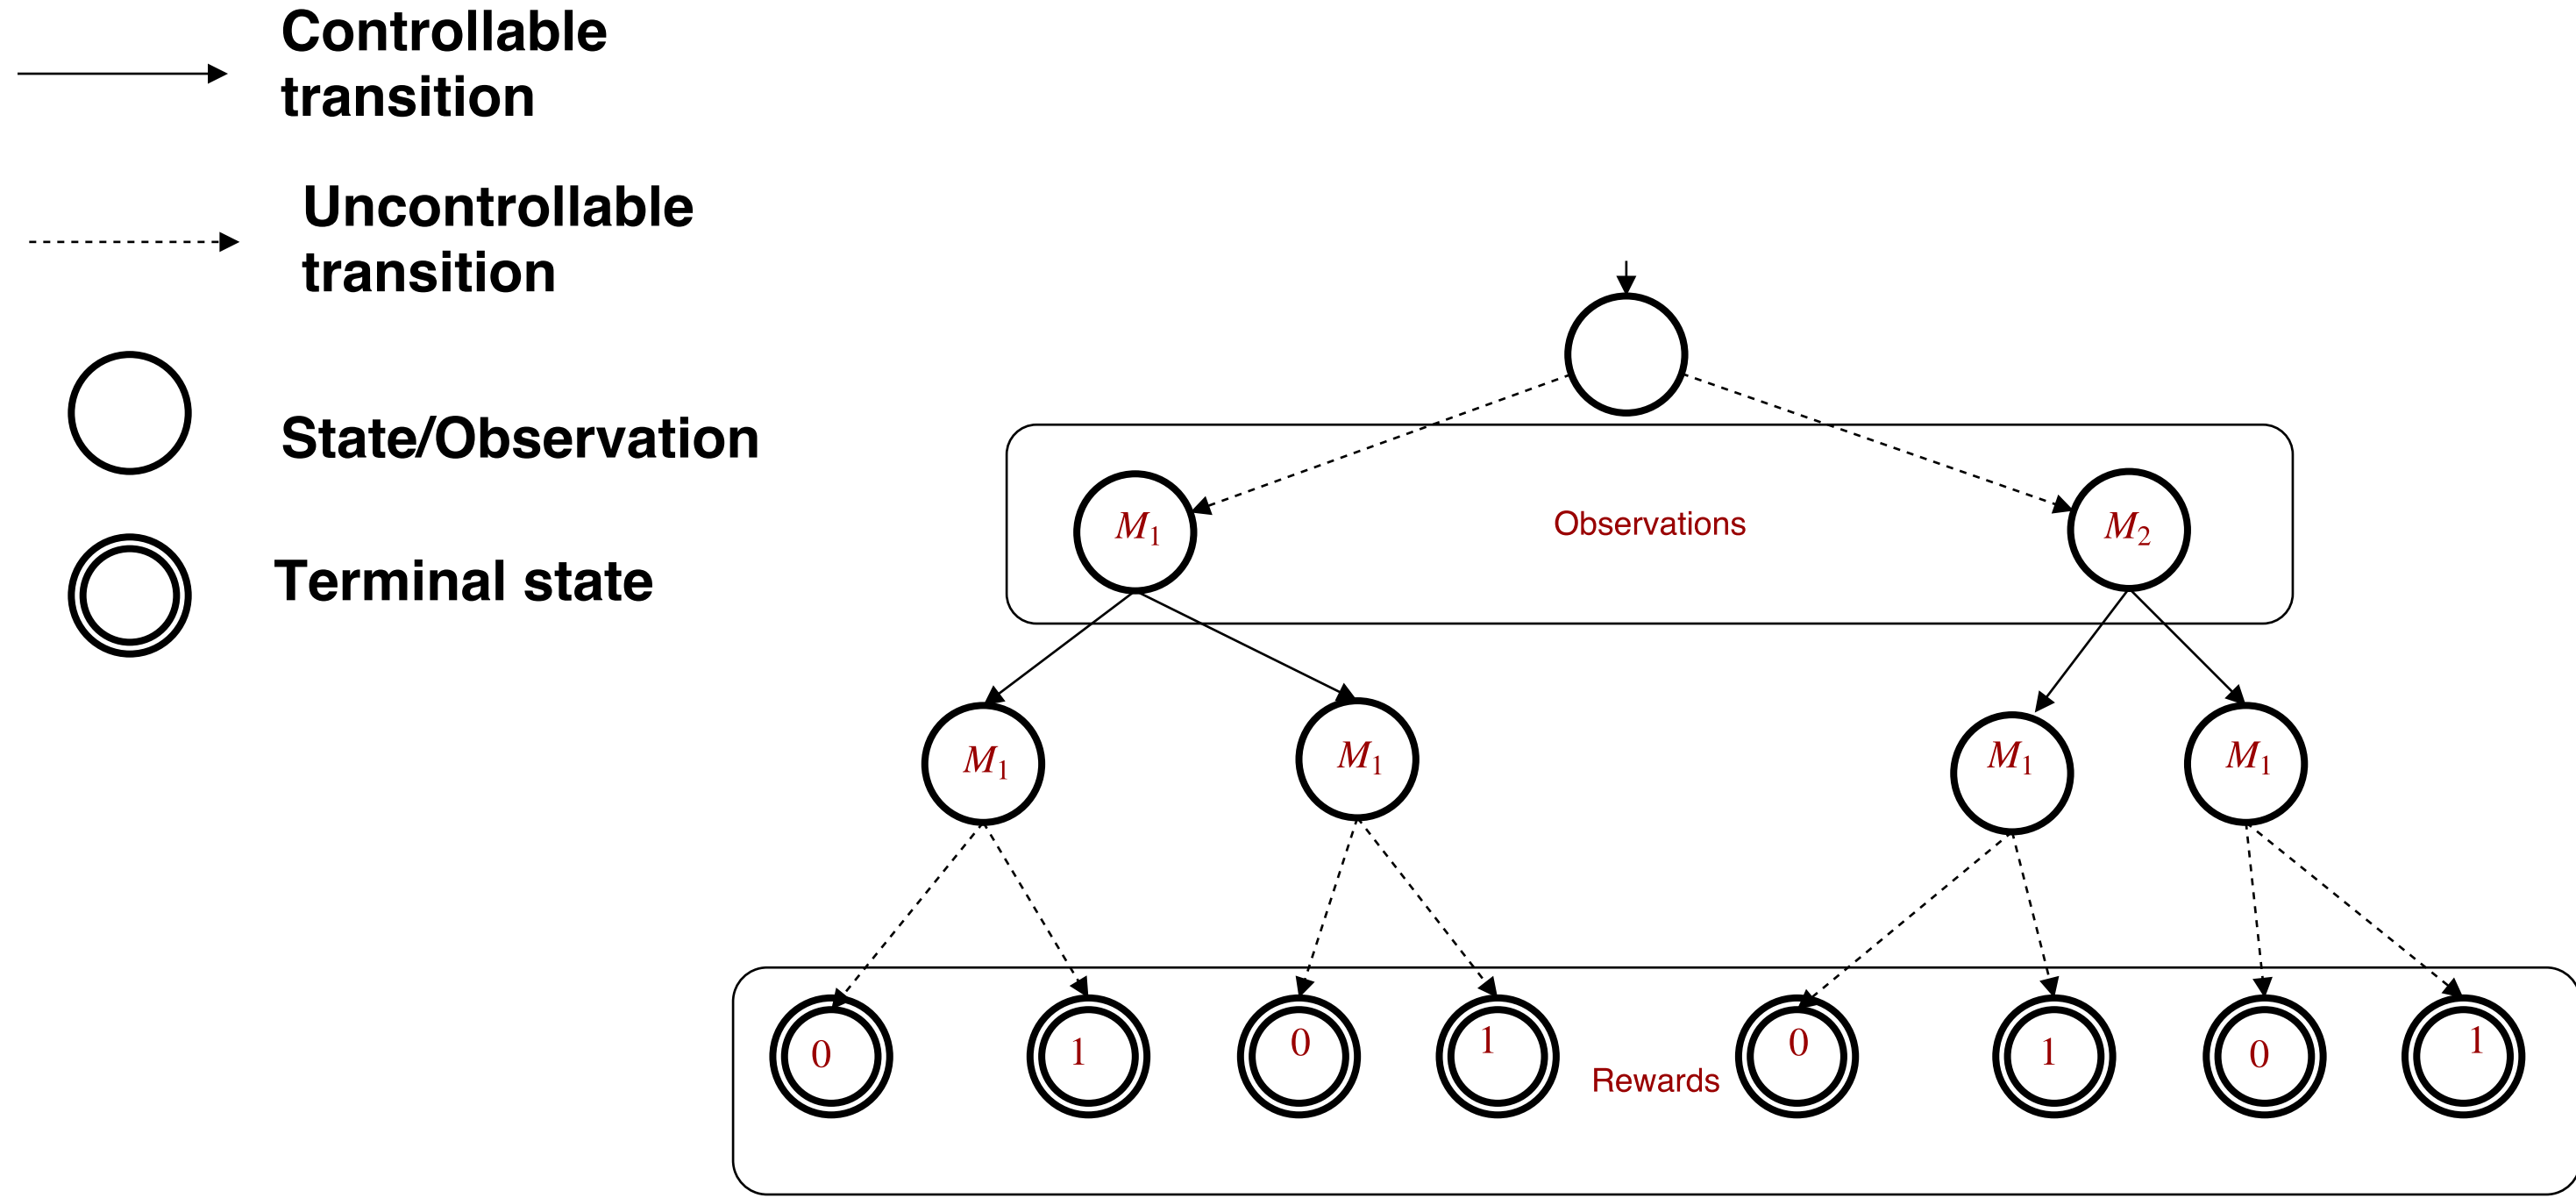 Controllable
transition
Uncontrollable
transition
State/Observation
Terminal state
M1
Observations
M2
M1
M1
M1
M1
0
1
0
1
Rewards
0
1
0
1